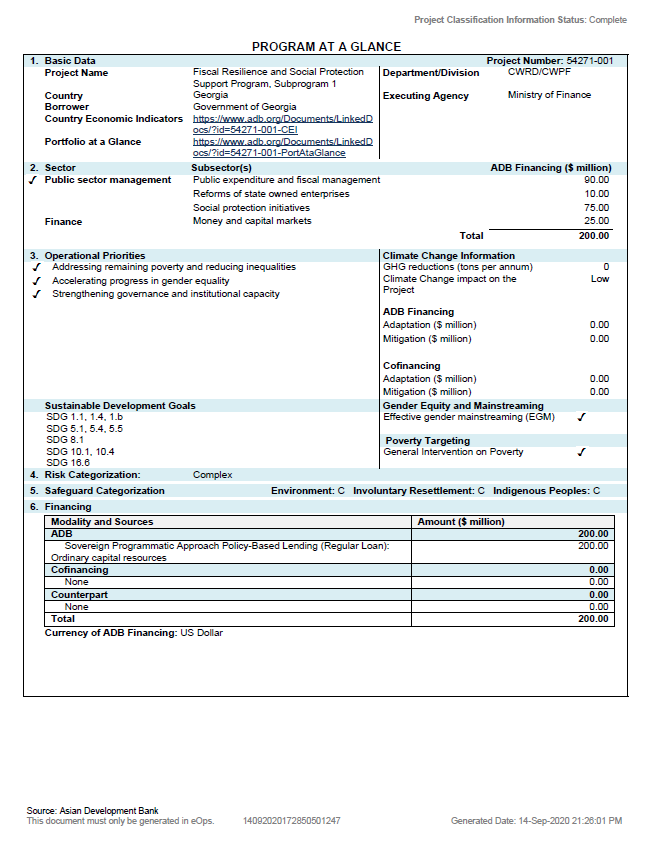 Project Classification Information Status: Complete
PROGRAM AT A GLANCE
1. Basic Data Project Number: 54271-001
Project Name Fiscal Resilience and Social Protection Department/Division CWRD/CWPF
Support Program, Subprogram 1
Country Georgia Executing Agency Ministry of Finance
Borrower Government of Georgia
Country Economic Indicators https://www.adb.org/Documents/LinkedD
ocs/?id=54271-001-CEI
Portfolio at a Glance https://www.adb.org/Documents/LinkedD
ocs/?id=54271-001-PortAtaGlance
2. Sector Subsector(s) ADB Financing ($ million)
✓ Public sector management Public expenditure and fiscal management 90.00
Reforms of state owned enterprises 10.00
Social protection initiatives 75.00
Finance Money and capital markets 25.00
Total 200.00
3. Operational Priorities Climate Change Information
✓ Addressing remaining poverty and reducing inequalities GHG reductions (tons per annum) 0
✓ Accelerating progress in gender equality Climate Change impact on the Low
Project
✓ Strengthening governance and institutional capacity
ADB Financing
Adaptation ($ million) 0.00
Mitigation ($ million) 0.00
Cofinancing
Adaptation ($ million) 0.00
Mitigation ($ million) 0.00
Sustainable Development Goals Gender Equity and Mainstreaming
SDG 1.1, 1.4, 1.b Effective gender mainstreaming (EGM) ✓
SDG 5.1, 5.4, 5.5
SDG 8.1 Poverty Targeting
SDG 10.1, 10.4 General Intervention on Poverty ✓
SDG 16.6
4. Risk Categorization: Complex
5. Safeguard Categorization Environment: C Involuntary Resettlement: C Indigenous Peoples: C
6. Financing
Modality and Sources Amount ($ million)
ADB 200.00
Sovereign Programmatic Approach Policy-Based Lending (Regular Loan): 200.00
Ordinary capital resources
Cofinancing 0.00
None 0.00
Counterpart 0.00
None 0.00
Total 200.00
Currency of ADB Financing: US Dollar
Source: Asian Development Bank
This document must only be generated in eOps. 14092020172850501247 Generated Date: 14-Sep-2020 21:26:01 PM